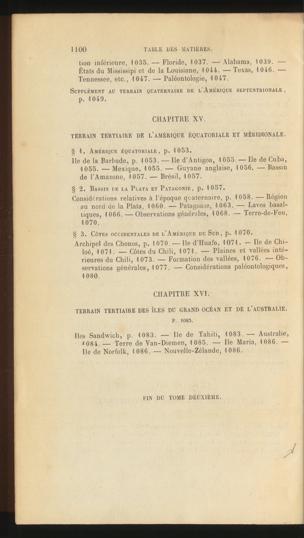 1100 TABLE DES MATIÈRES.
tion inférieure, 1035. — Floride, 1037. — Alabama, 1039. —
États du Mississipi et de la Louisiane, 1044. — Texas, 1046. —
Tennessee, etc., 1047. — Paléontologie, 1047.
Supplément au terrain quaternaire de l'Amérique septentrionale,
p. 1049.
CHAPITRE XV.
TERRAIN TERTIAIRE DE L'AMÉRIQUE ÉQUATORIALE ET MÉRIDIONALE.
§ 1. Amérique équatoriale, p. 1053.
Ile de la Barbade, p. 1053. — Ile d'Antigoa, 1055. — Ile de Cuba,
1055. — Mexique, 1055. — Guyane anglaise, 1056. — Bassin
de l'Amazone, 1057. — Brésil, 1057.
§ 2. Bassin de la Plata et Patagonie, p. 1057.
Considérations relatives à l'époque quaternaire, p. 1058. — Région
au nord de la Plata, 1060. — Patagonie, 1063. — Laves basal-
tiques, 1066. — Observations générales, 1068. — Terre-de-Feu,
1070.
§ 3. Côtes occidentales de l'Amérique du Sud, p. 1070.
Archipel des Chonos, p. 1070. — Ile d'Huafo, 1071. — Ile de Chi-
loé, 1071. — Côtes du Chili, 1071. — Plaines et vallées inté-
rieures du Chili, 1073. — Formation des vallées, 1076. — Ob-
servations générales, 1077. — Considérations paléontologiques,
1080.
CHAPITRE XVI.
TERRAIN TERTIAIRE DES ÎLES DU GRAND OCÉAN ET DE L'AUSTRALIE.
P. 1083.
Iles Sandwich, p. 1083. — Ile de Tahiti, 1083. — Australie,
1084. — Terre de Van-Diemen, 1085. — Ile Maria, 1086. —
Ile de Norfolk, 1086. — Nouvelle-Zélande, 1086.
FIN DU TOME DEUXIÈME.